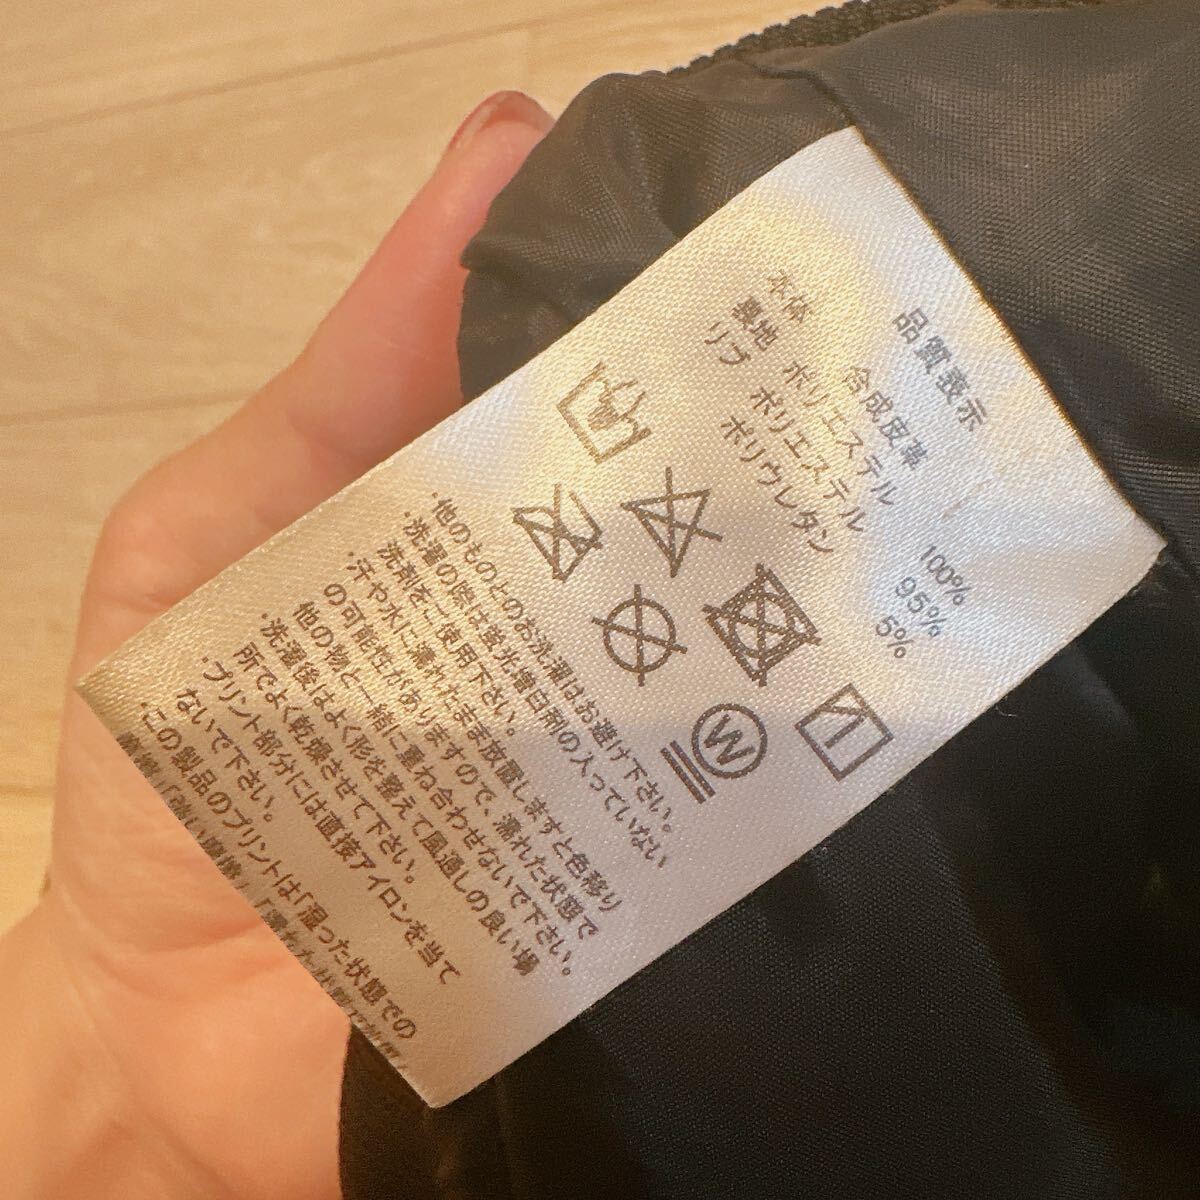 品質表示
本体 合成皮革
裏地 ポリエステル 100%
リブ ポリエステル 95%
ポリウレタン 5%
W
・他のものとのお洗濯はお避け下さい。
・洗濯の際は蛍光増白剤の入っていない
洗剤をご使用下さい。
・汗や水に濡れたまま放置しますと色移り
の可能性がありますので、濡れた状態で
他の物と一緒に重ね合わせないで下さい。
・洗濯後はよく形を整えて風通しの良い場
所でよく乾燥させて下さい。
・プリント部分には直接アイロンを当て
ないで下さい。
・この製品のプリントは「湿った状態での